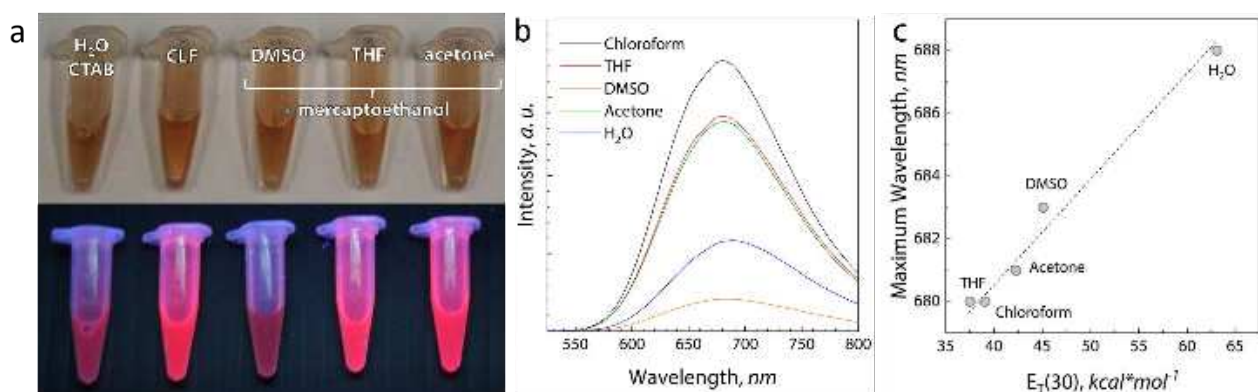 a
H₂O
CTAB
CLF
DMSO
THF
acetone
mercaptoethanol
b
Chloroform
THF
DMSO
Acetone
H₂O
Intensity, a. u.
550 600 650 700 750 800
Wavelength, nm
c
Maximum Wavelength, nm
688
686
684
682
680
H₂O
DMSO
Acetone
THF
Chloroform
35 40 45 50 55 60 65
E_T(30), kcal*mol⁻¹